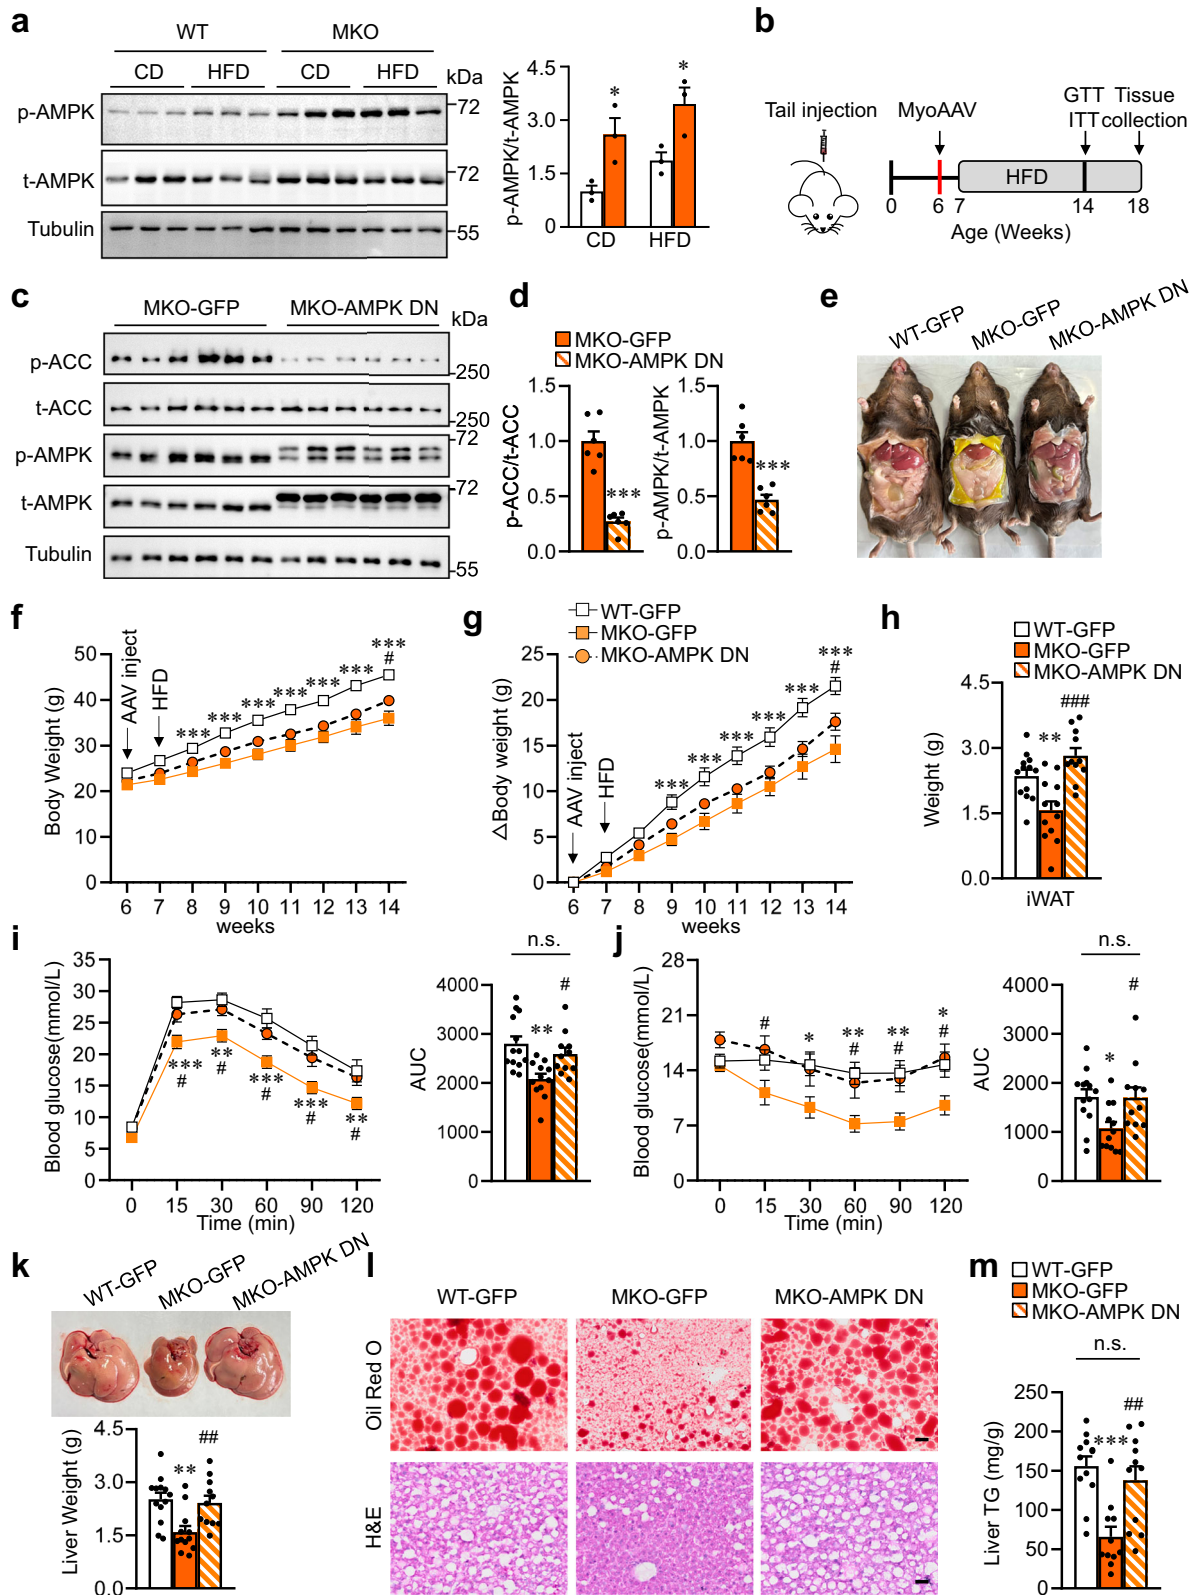 a
WT
MKO
CD
HFD
CD
HFD
kDa
p-AMPK
72
t-AMPK
72
Tubulin
55
p-AMPK/t-AMPK
4.5
3.0
1.5
0
*
*
CD
HFD
b
Tail injection
MyoAAV
GTT
ITT
Tissue
collection
HFD
0
6
7
14
18
Age (Weeks)
c
MKO-GFP
MKO-AMPK DN
kDa
p-ACC
250
t-ACC
250
p-AMPK
72
t-AMPK
72
Tubulin
55
d
MKO-GFP
MKO-AMPK DN
p-ACC/t-ACC
1.5
1.0
0.5
0.0
***
p-AMPK/t-AMPK
1.5
1.0
0.5
0.0
***
e
WT-GFP
MKO-GFP
MKO-AMPK DN
f
Body Weight (g)
50
40
30
20
10
0
AAV inject
HFD
***
***
***
***
***
***
***
#
6 7 8 9 10 11 12 13 14
weeks
g
WT-GFP
MKO-GFP
MKO-AMPK DN
△Body weight (g)
25
20
15
10
5
0
AAV inject
HFD
***
***
***
***
***
***
#
6 7 8 9 10 11 12 13 14
weeks
h
WT-GFP
MKO-GFP
MKO-AMPK DN
Weight (g)
4.5
3.0
1.5
0.0
**
###
iWAT
i
Blood glucose(mmol/L)
35
30
25
20
15
10
5
0
***
#
**
#
***
#
***
#
**
#
0 15 30 60 90 120
Time (min)
n.s.
AUC
4000
3000
2000
1000
0
**
#
j
Blood glucose(mmol/L)
28
21
14
7
0
#
*
**
#
**
#
*
#
0 15 30 60 90 120
Time (min)
n.s.
AUC
4000
3000
2000
1000
0
*
#
k
WT-GFP
MKO-GFP
MKO-AMPK DN
Liver Weight (g)
4.5
3.0
1.5
0.0
**
##
l
WT-GFP
MKO-GFP
MKO-AMPK DN
Oil Red O
H&E
m
WT-GFP
MKO-GFP
MKO-AMPK DN
n.s.
Liver TG (mg/g)
250
200
150
100
50
0
***
##